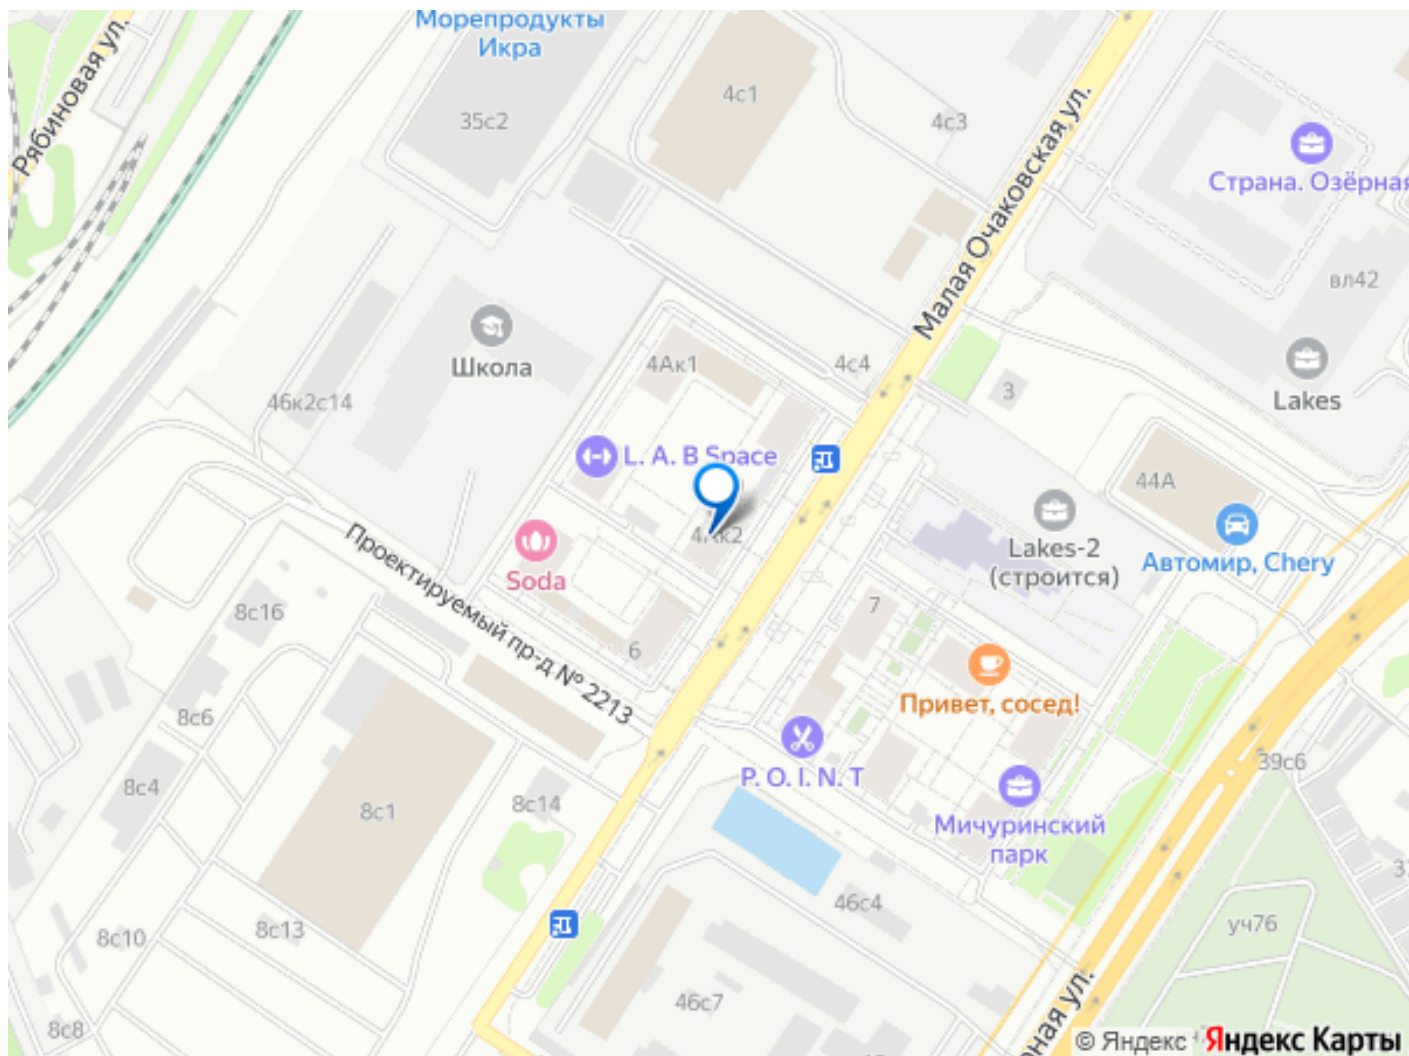 Морепродукты
Икра
Рябиновая ул.
35с2
4с1
4с3
Малая Очаковская ул.
Страна. Озёрная
вл42
Школа
4Ак1
4с4
3
Lakes
46к2с14
L. A. B Space
44А
4Ак2
Lakes-2
(строится)
Автомир, Chery
Soda
Проектируемый пр-д № 2213
8с16
7
6
Привет, сосед!
8с6
P. O. I. N. T
39с6
8с4
8с1
8с14
Мичуринский
парк
46с4
уч76
8с10
8с13
46с7
8с8
ул.
© Яндекс
Яндекс Карты